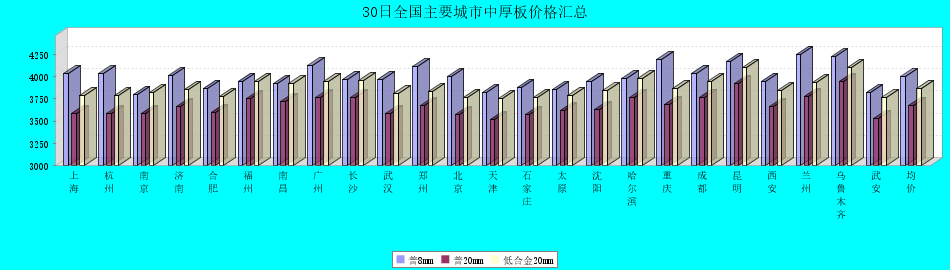 30日全国主要城市中厚板价格汇总
4250
4000
3750
3500
3250
3000
上海
杭州
南京
济南
合肥
福州
南昌
广州
长沙
武汉
郑州
北京
天津
石家庄
太原
沈阳
哈尔滨
重庆
成都
昆明
西安
兰州
乌鲁木齐
武安
均价
普8mm 普20mm 低合金20mm